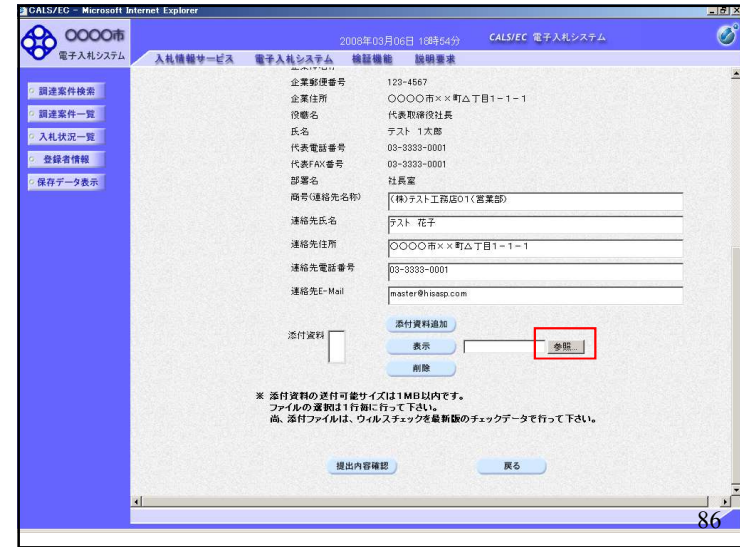 CALS/EC - Microsoft Internet Explorer
〇〇〇〇市
電子入札システム
2008年03月06日 16時54分
CALS/EC 電子入札システム
入札情報サービス 電子入札システム 検証機能 説明要求
調達案件検索
調達案件一覧
入札状況一覧
登録者情報
保存データ表示
企業郵便番号 123-4567
企業住所 〇〇〇〇市××町△丁目1-1-1
役職名 代表取締役社長
氏名 テスト 1太郎
代表電話番号 03-3333-0001
代表FAX番号 03-3333-0001
部署名 社長室
商号(連絡先名称) (株)テスト工務店01(営業部)
連絡先氏名 テスト 花子
連絡先住所 〇〇〇〇市××町△丁目1-1-1
連絡先電話番号 03-3333-0001
連絡先E-Mail master@hisasp.com
添付資料追加
添付資料 表示 参照...
削除
※ 添付資料の送付可能サイズは1MB以内です。
ファイルの選択は1行毎に行って下さい。
尚、添付ファイルは、ウィルスチェックを最新版のチェックデータで行って下さい。
提出内容確認 戻る
86